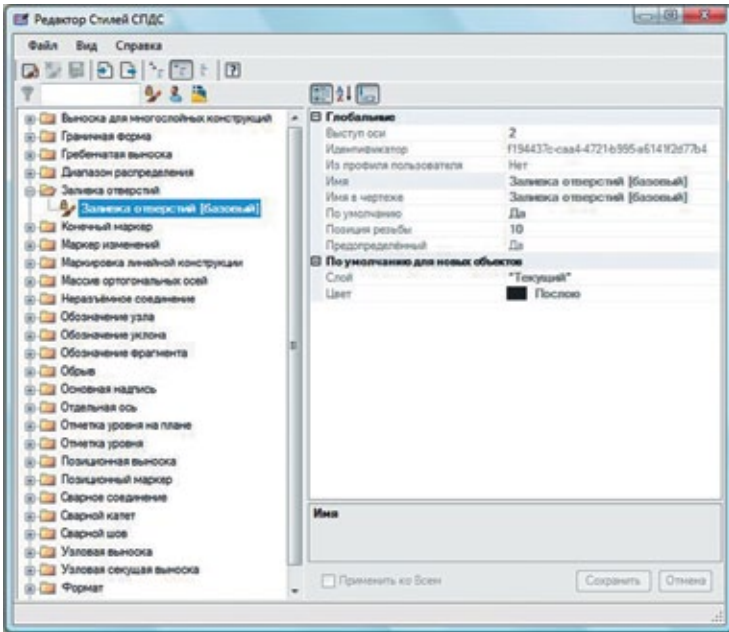 Редактор Стилей СПДС
Файл Вид Справка
Выноска для многослойных конструкций
Граничная форма
Гребенчатая выноска
Диапазон распределения
Заливка отверстий
Заливка отверстий [базовый]
Конечный маркер
Маркер изменений
Маркировка линейной конструкции
Массив ортогональных осей
Неразъёмное соединение
Обозначение узла
Обозначение уклона
Обозначение фрагмента
Обрыв
Основная надпись
Отдельная ось
Отметка уровня на плане
Отметка уровня
Позиционная выноска
Позиционный маркер
Сварное соединение
Сварной катет
Сварной шов
Узловая выноска
Узловая секущая выноска
Формат
Глобальные
Выступ оси 2
Идентификатор f194437c-caa4-4721-b995-a6141f2d77b4
Из профиля пользователя Нет
Имя Заливка отверстий [базовый]
Имя в чертеже Заливка отверстий [базовый]
По умолчанию Да
Позиция резьбы 10
Предопределённый Да
По умолчанию для новых объектов
Слой "Текущий"
Цвет Послою
Имя
Применить ко Всем
Сохранить Отмена